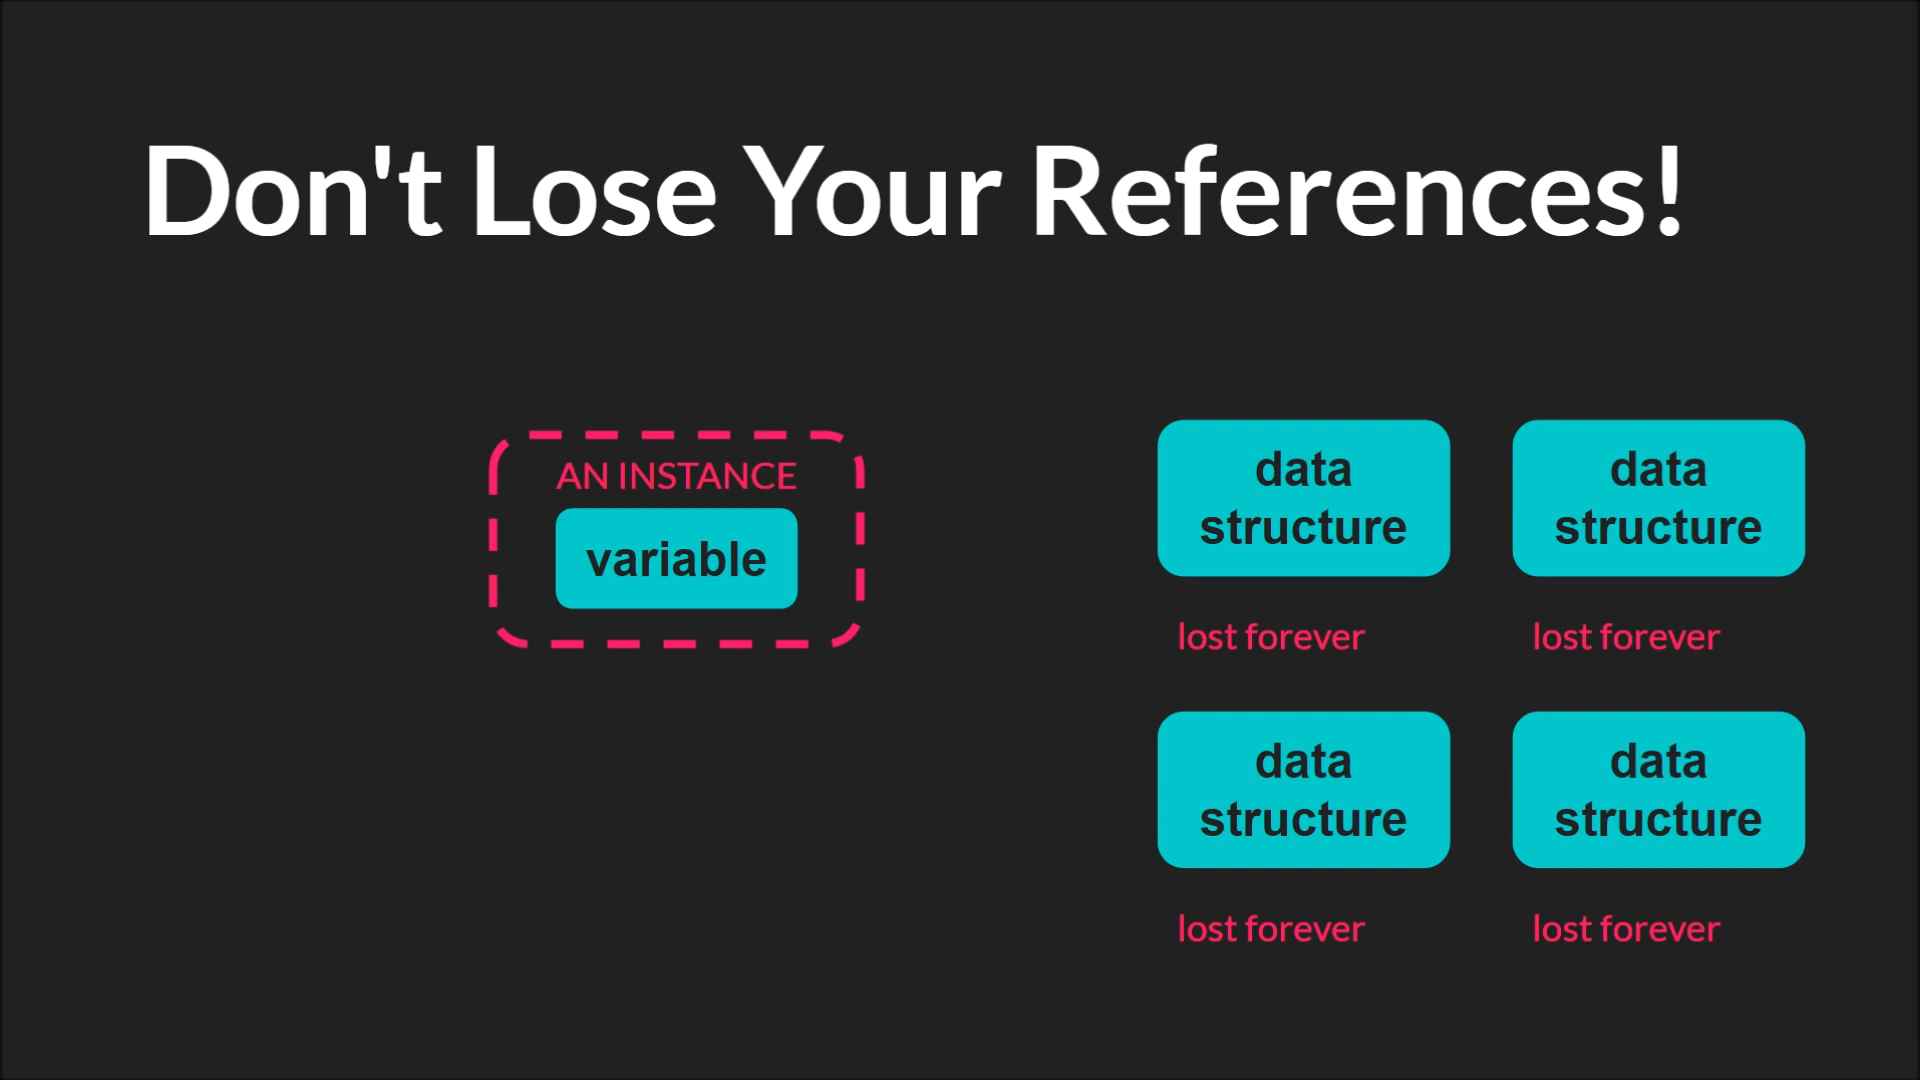 Don't Lose Your References!
AN INSTANCE
variable
data
structure
lost forever
data
structure
lost forever
data
structure
lost forever
data
structure
lost forever